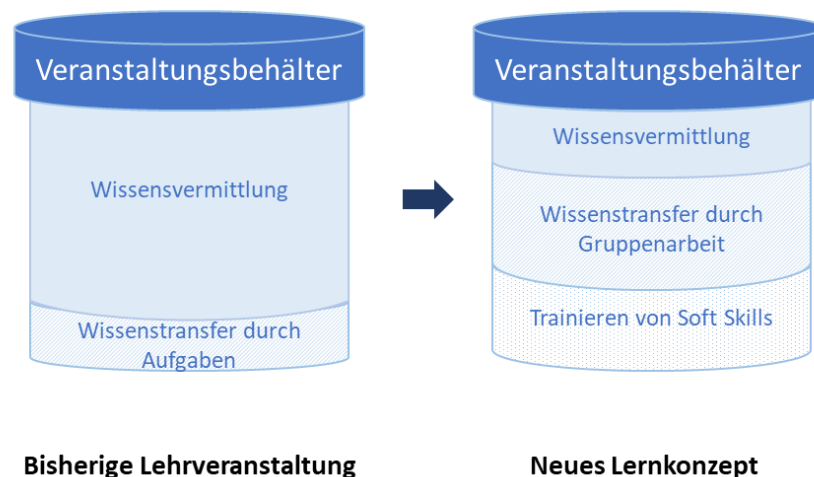 Veranstaltungsbehälter
Wissensvermittlung
Wissenstransfer durch
Aufgaben
Bisherige Lehrveranstaltung
Veranstaltungsbehälter
Wissensvermittlung
Wissenstransfer durch
Gruppenarbeit
Trainieren von Soft Skills
Neues Lernkonzept